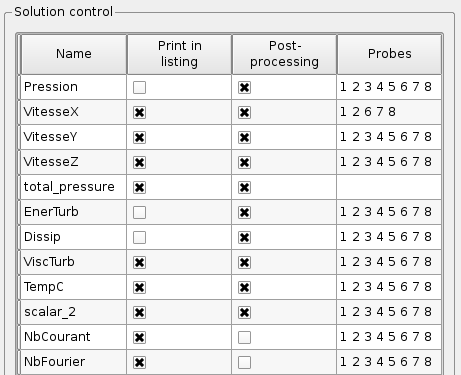 Solution control
Name Print in listing Post-processing Probes
Pression 1 2 3 4 5 6 7 8
VitesseX 1 2 6 7 8
VitesseY 1 2 3 4 5 6 7 8
VitesseZ 1 2 3 4 5 6 7 8
total_pressure
EnerTurb 1 2 3 4 5 6 7 8
Dissip 1 2 3 4 5 6 7 8
ViscTurb 1 2 3 4 5 6 7 8
TempC 1 2 3 4 5 6 7 8
scalar_2 1 2 3 4 5 6 7 8
NbCourant 1 2 3 4 5 6 7 8
NbFourier 1 2 3 4 5 6 7 8